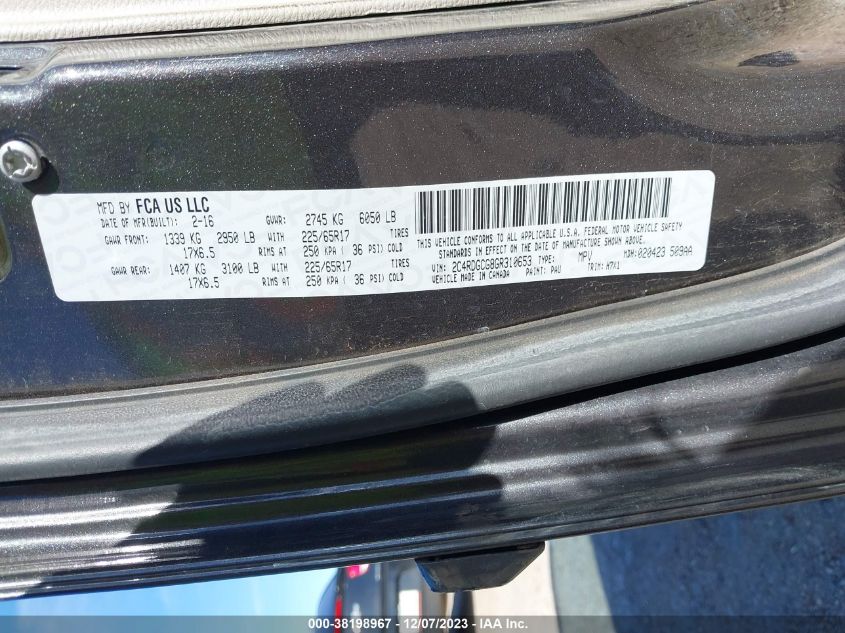 MFD BY FCA US LLC
DATE OF MFR(BUILT): 2-16 GVWR: 2745 KG 6050 LB
GAWR FRONT: 1339 KG 2950 LB WITH 225/65R17 TIRES
17X6.5 RIMS AT 250 KPA ( 36 PSI) COLD
GAWR REAR: 1407 KG 3100 LB WITH 225/65R17 TIRES
17X6.5 RIMS AT 250 KPA ( 36 PSI) COLD
THIS VEHICLE CONFORMS TO ALL APPLICABLE U.S.A. FEDERAL MOTOR VEHICLE SAFETY
STANDARDS IN EFFECT ON THE DATE OF MANUFACTURE SHOWN ABOVE.
VIN: 2C4RDGCG8GR310653 TYPE: MPV MDH: 020423 509AA
VEHICLE MADE IN CANADA PAINT: PAU TRIM: H7X1
000-38198967 - 12/07/2023 - IAA Inc.